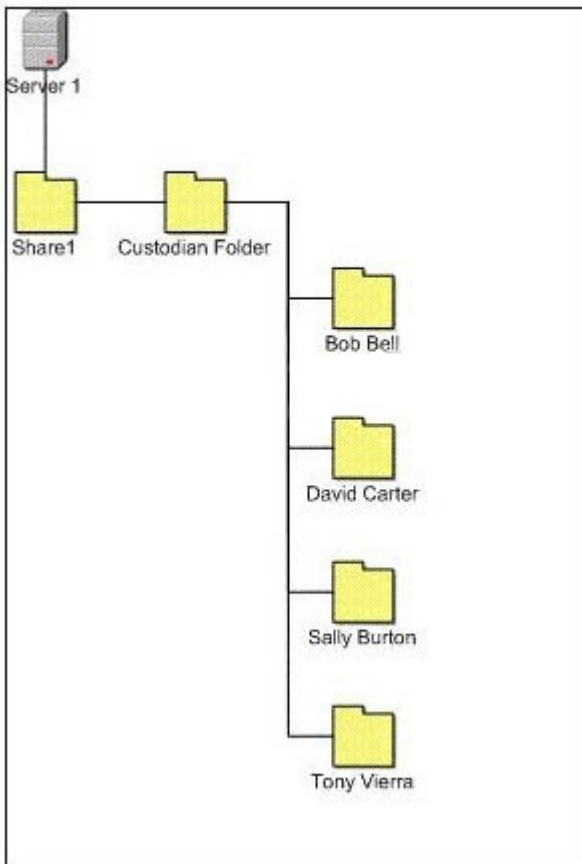 Server 1
Share1
Custodian Folder
Bob Bell
David Carter
Sally Burton
Tony Vierra